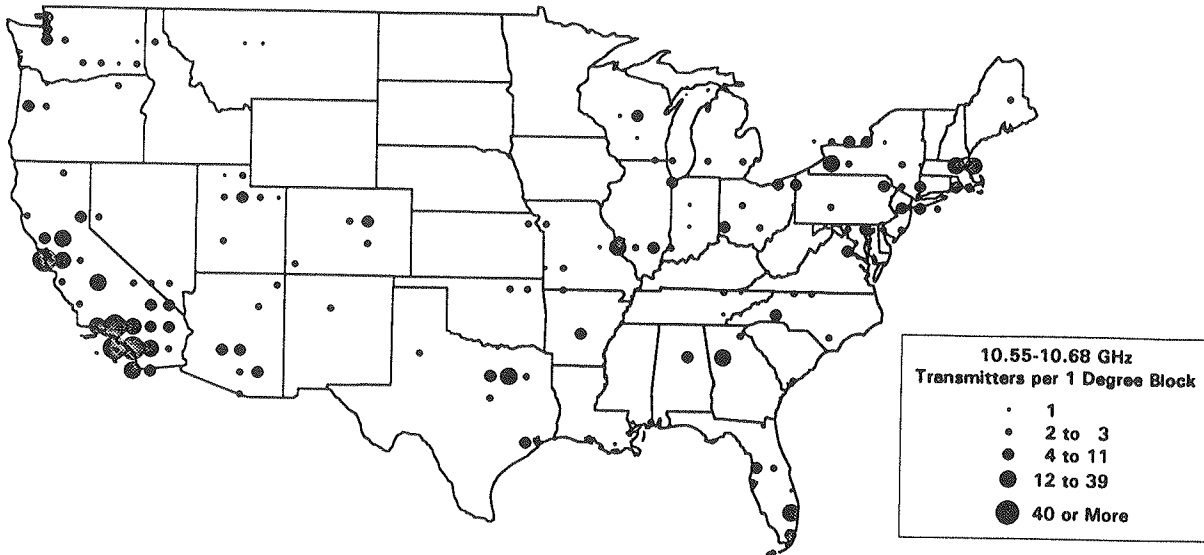 10.55-10.68 GHz
Transmitters per 1 Degree Block
1
2 to 3
4 to 11
12 to 39
40 or More